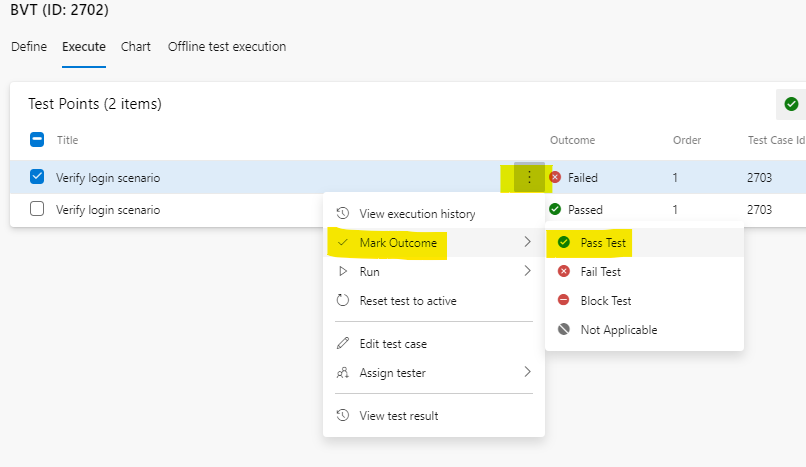 BVT (ID: 2702)
Define Execute Chart Offline test execution
Test Points (2 items)
Title Outcome Order Test Case Id
Verify login scenario Failed 1 2703
Verify login scenario Passed 1 2703
View execution history
Mark Outcome Pass Test
Run Fail Test
Reset test to active Block Test
Not Applicable
Edit test case
Assign tester
View test result